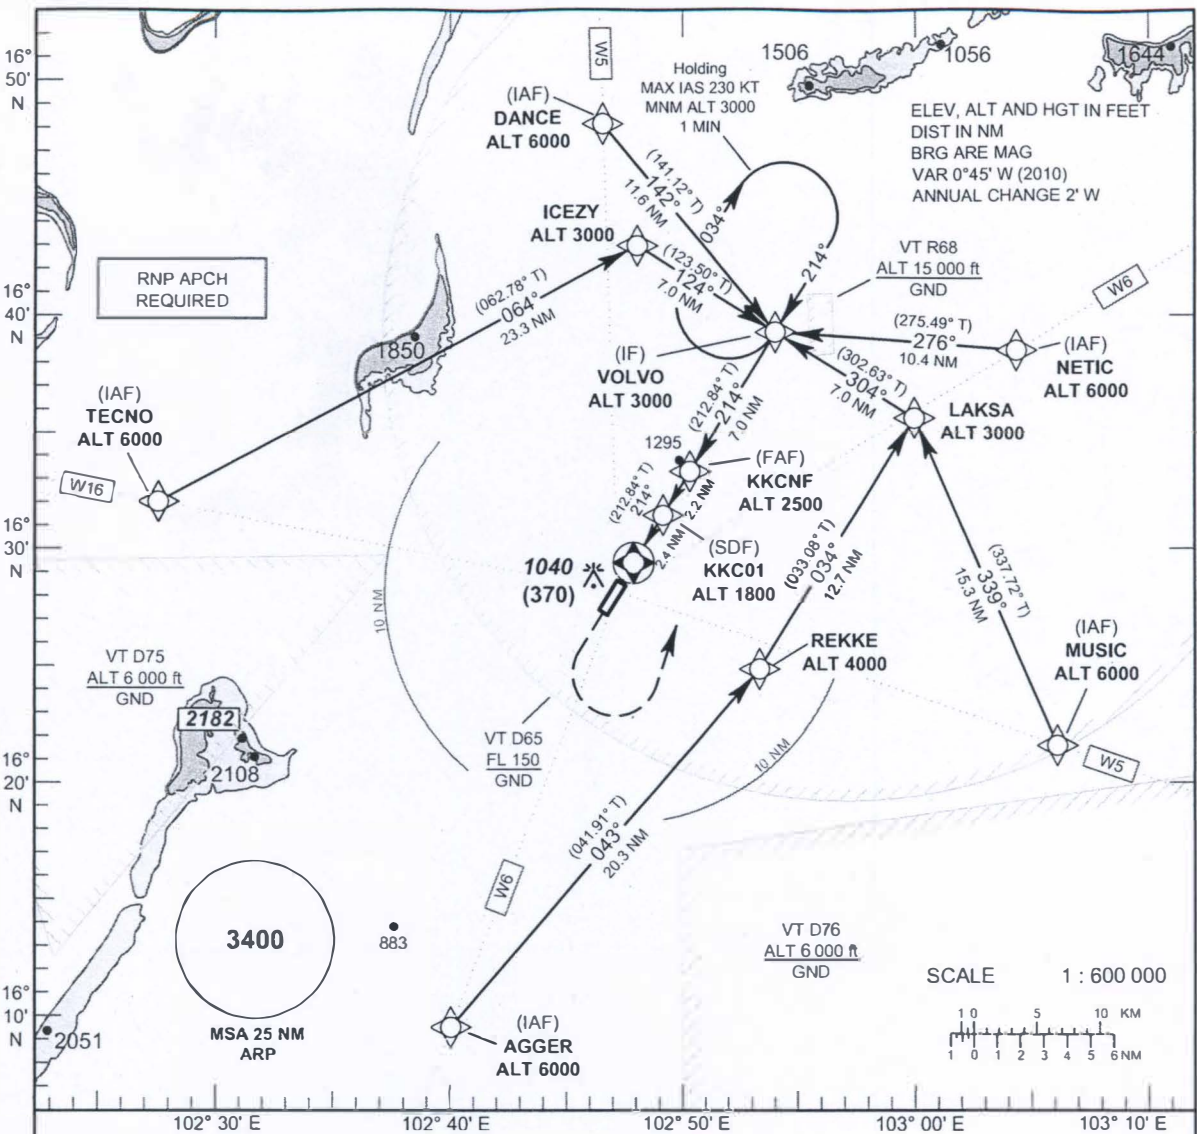 16°
50'
N
W5
1506
1056
1644
Holding
MAX IAS 230 KT
MNM ALT 3000
1 MIN
ELEV, ALT AND HGT IN FEET
DIST IN NM
BRG ARE MAG
VAR 0°45' W (2010)
ANNUAL CHANGE 2' W
(IAF)
DANCE
ALT 6000
(141.12° T)
142°
11.6 NM
034°
214°
ICEZY
ALT 3000
(123.50° T)
124°
7.0 NM
VT R68
ALT 15 000 ft
GND
W6
RNP APCH
REQUIRED
(062.78° T)
064°
23.3 NM
16°
40'
N
1850
(275.49° T)
276°
10.4 NM
(IAF)
NETIC
ALT 6000
(IF)
VOLVO
ALT 3000
(302.63° T)
304°
7.0 NM
LAKSA
ALT 3000
(IAF)
TECNO
ALT 6000
(212.84° T)
214°
7.0 NM
1295
(FAF)
KKCNF
ALT 2500
W16
(212.84° T)
214°
2.2 NM
16°
30'
N
(SDF)
KKC01
ALT 1800
2.4 NM
1040
(370)
10 NM
(033.08° T)
034°
12.7 NM
(337.72° T)
339°
15.3 NM
REKKE
ALT 4000
(IAF)
MUSIC
ALT 6000
VT D75
ALT 6 000 ft
GND
2182
2108
VT D65
FL 150
GND
10 NM
W5
16°
20'
N
(041.91° T)
043°
20.3 NM
W6
3400
MSA 25 NM
ARP
883
VT D76
ALT 6 000 ft
GND
SCALE 1 : 600 000
1 0 5 10 KM
1 0 1 2 3 4 5 6 NM
16°
10'
N
2051
(IAF)
AGGER
ALT 6000
102° 30' 102° 40' 102° 50' 103° 00' 103° 10'